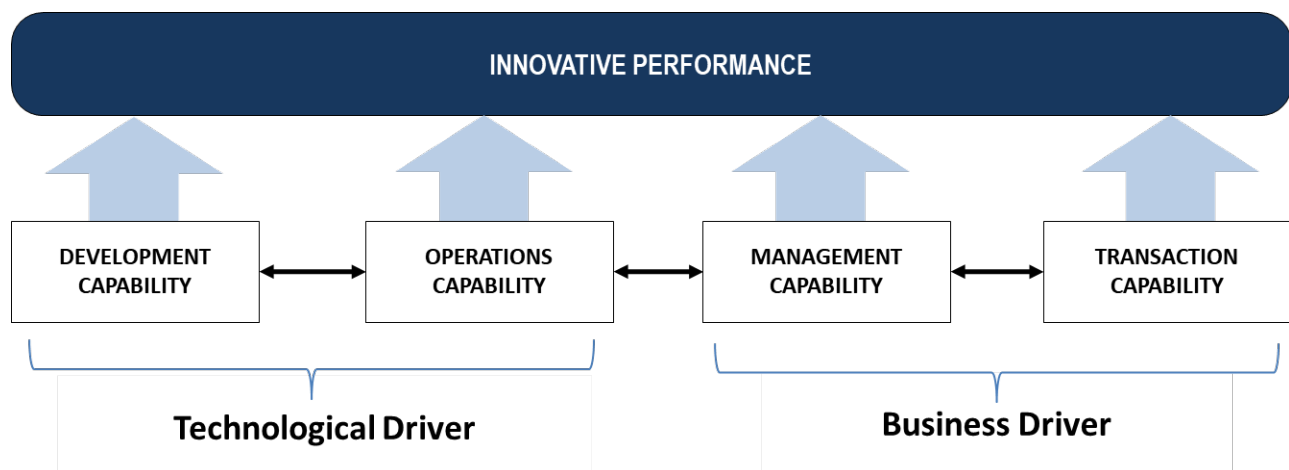 INNOVATIVE PERFORMANCE
DEVELOPMENT
CAPABILITY
OPERATIONS
CAPABILITY
MANAGEMENT
CAPABILITY
TRANSACTION
CAPABILITY
Technological Driver
Business Driver